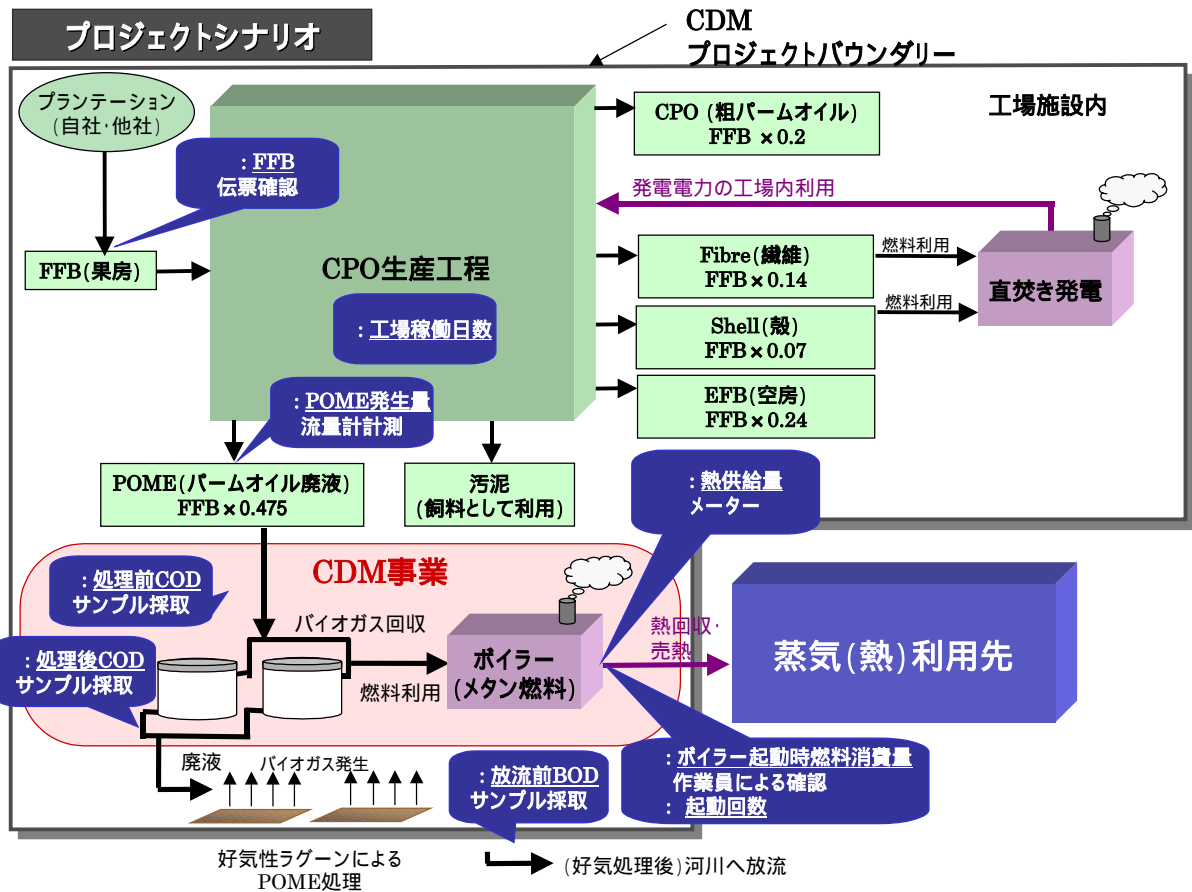 プロジェクトシナリオ
CDM
プロジェクトバウンダリー
工場施設内
プランテーション
(自社・他社)
: FFB
伝票確認
FFB(果房)
CPO生産工程
: 工場稼働日数
CPO (粗パームオイル)
FFB ×0.2
発電電力の工場内利用
Fibre(繊維)
FFB×0.14
燃料利用
直焚き発電
Shell(殻)
FFB×0.07
燃料利用
EFB(空房)
FFB×0.24
: POME発生量
流量計計測
POME(パームオイル廃液)
FFB×0.475
汚泥
(飼料として利用)
: 熱供給量
メーター
CDM事業
: 処理前COD
サンプル採取
: 処理後COD
サンプル採取
バイオガス回収
燃料利用
ボイラー
(メタン燃料)
熱回収・
売熱
蒸気(熱)利用先
廃液
バイオガス発生
: 放流前BOD
サンプル採取
: ボイラー起動時燃料消費量
作業員による確認
: 起動回数
好気性ラグーンによる
POME処理
(好気処理後)河川へ放流